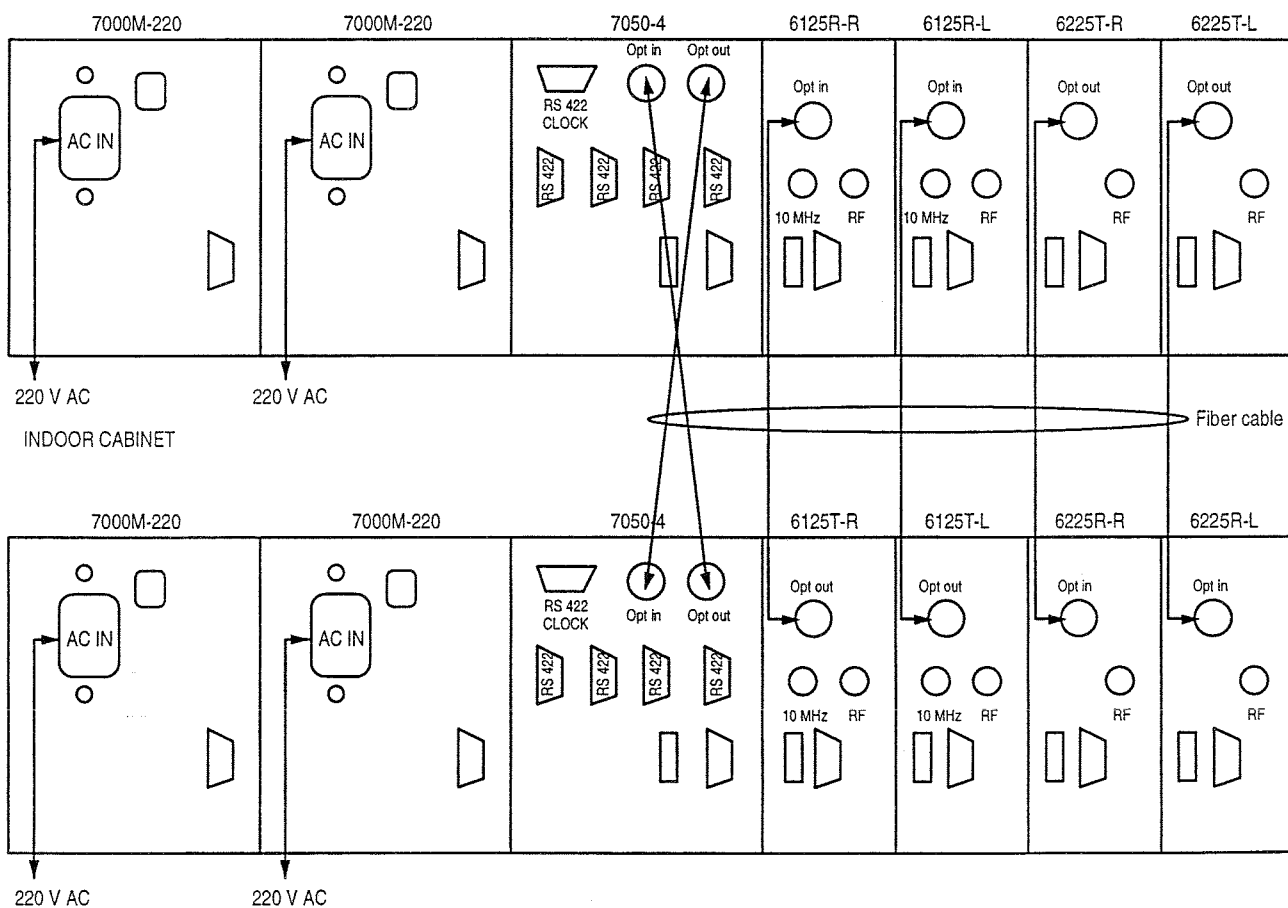 7000M-220 7000M-220 7050-4 6125R-R 6125R-L 6225T-R 6225T-L
Opt in Opt out
Opt in Opt in Opt out Opt out
RS 422
CLOCK
AC IN AC IN
RS 422 RS 422 RS 422 RS 422
10 MHz RF 10 MHz RF RF RF
220 V AC 220 V AC
Fiber cable
INDOOR CABINET
7000M-220 7000M-220 7050-4 6125T-R 6125T-L 6225R-R 6225R-L
Opt out Opt out Opt in Opt in
RS 422
CLOCK
Opt in Opt out
AC IN AC IN
RS 422 RS 422 RS 422 RS 422
10 MHz RF 10 MHz RF RF RF
220 V AC 220 V AC